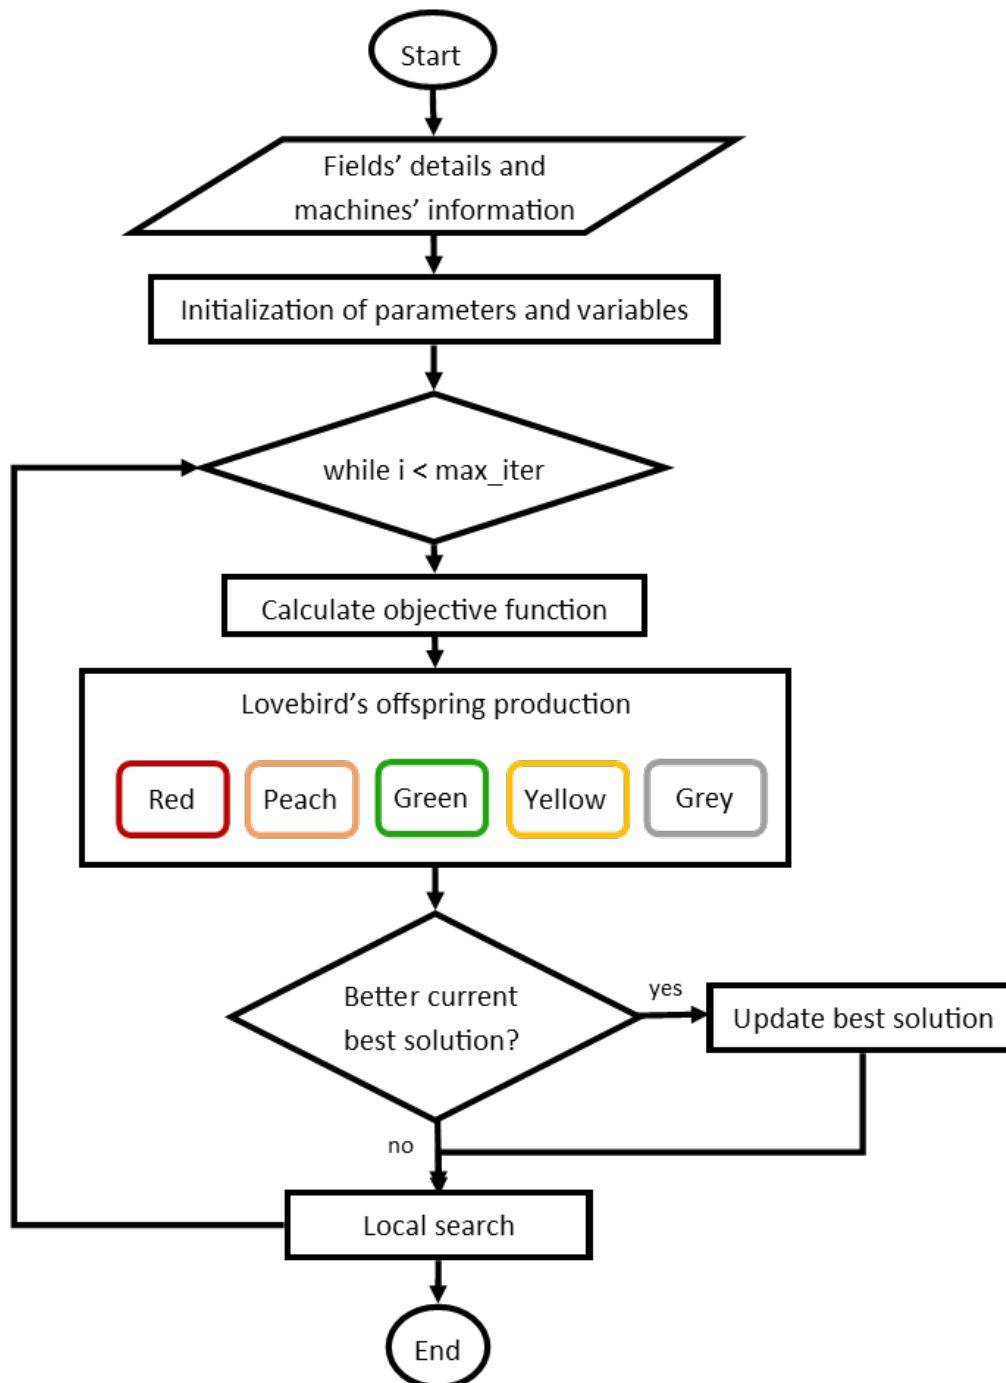 Start
Fields’ details and
machines’ information
Initialization of parameters and variables
while i < max_iter
Calculate objective function
Lovebird’s offspring production
Red
Peach
Green
Yellow
Grey
Better current
best solution?
yes
Update best solution
no
Local search
End